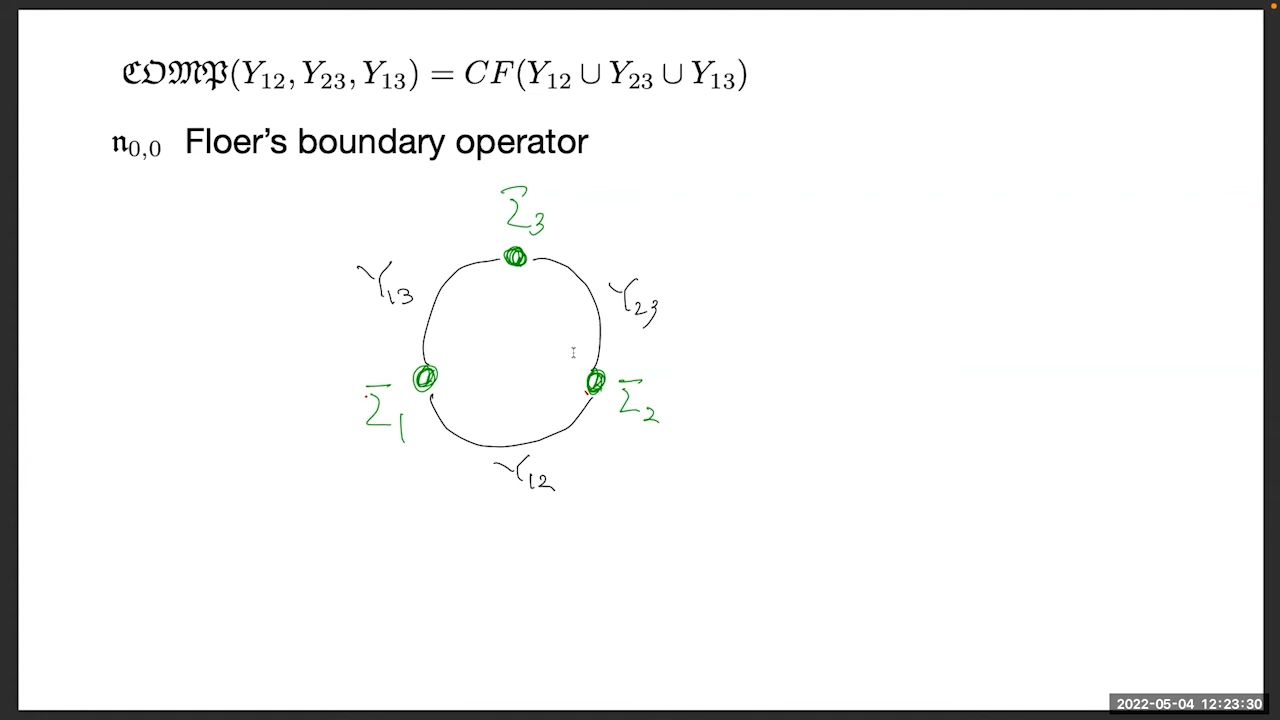 ℭ𝔒𝔐𝔓(Y₁₂, Y₂₃, Y₁₃) = CF(Y₁₂ ∪ Y₂₃ ∪ Y₁₃)
𝔫₀,₀ Floer’s boundary operator
Σ₃
Y₁₃
Y₂₃
Σ₁
Σ₂
Y₁₂
2022-05-04 12:23:30